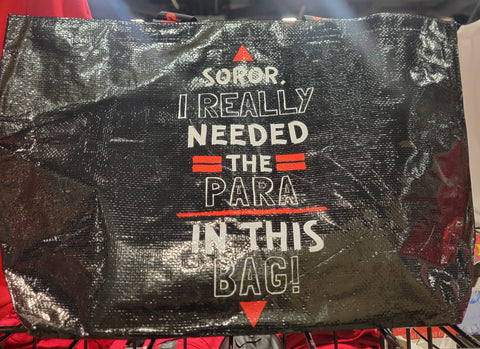 SOROR,
I REALLY
NEEDED
THE
PARA
IN THIS
BAG!